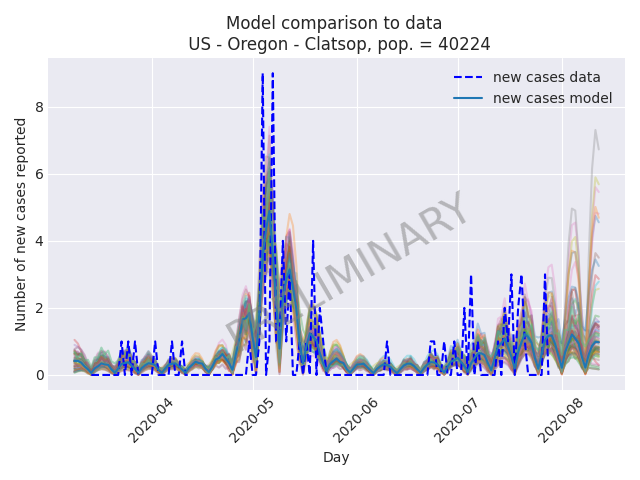 Model comparison to data
US - Oregon - Clatsop, pop. = 40224
new cases data
new cases model
PRELIMINARY
Number of new cases reported
8
6
4
2
0
2020-04
2020-05
2020-06
2020-07
2020-08
Day